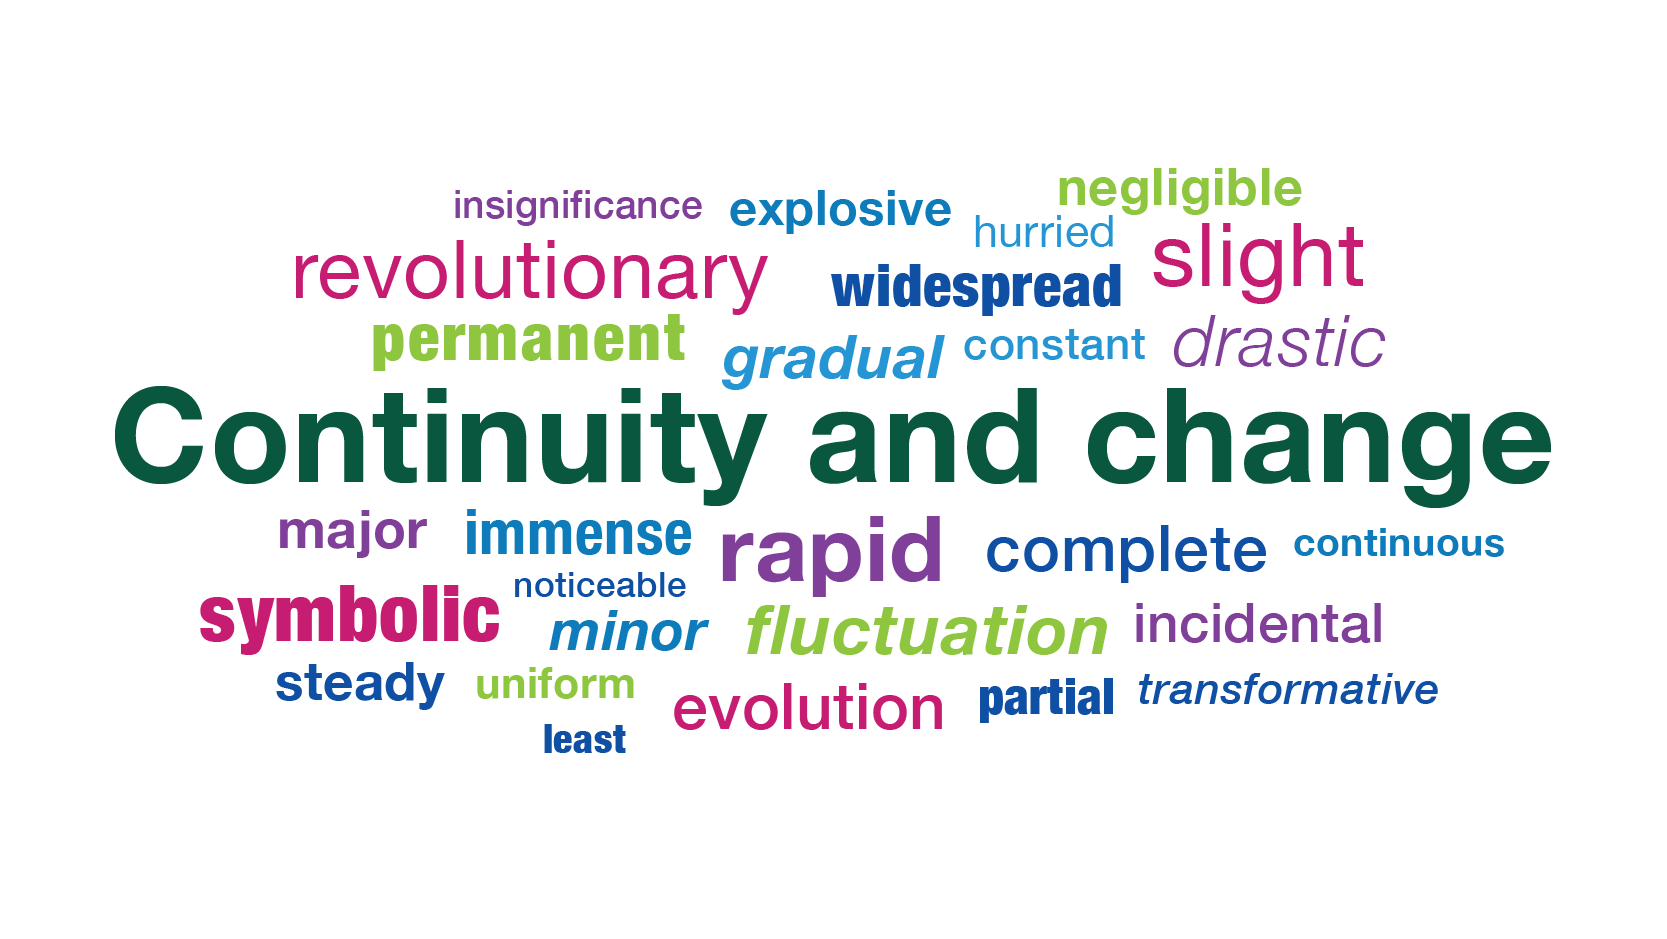 negligible
insignificance explosive
hurried
revolutionary widespread slight
permanent gradual constant drastic
Continuity and change
major immense rapid complete continuous
noticeable
symbolic minor fluctuation incidental
steady uniform evolution partial transformative
least